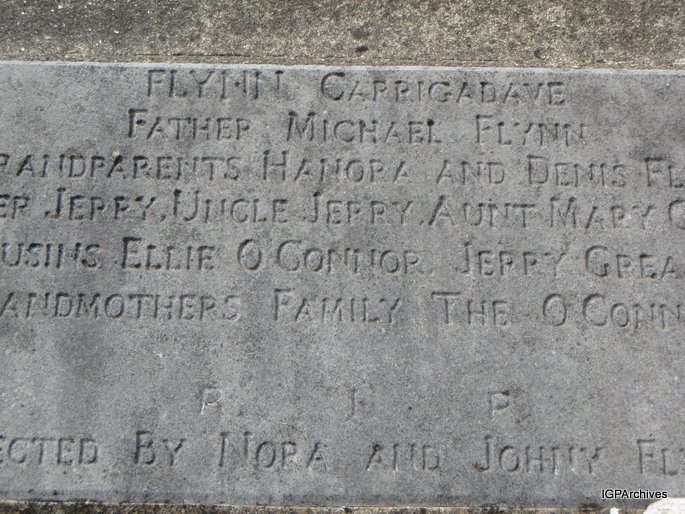 FLYNN CARRIGADAVE
FATHER MICHAEL FLYNN
RANDPARENTS HANORA AND DENIS FL
ER JERRY, UNCLE JERRY, AUNT MARY C
USINS ELLIE O'CONNOR JERRY GREA
ANDMOTHERS FAMILY THE O'CONN
R I P
ECTED BY NORA AND JOHNY FL
IGPArchives